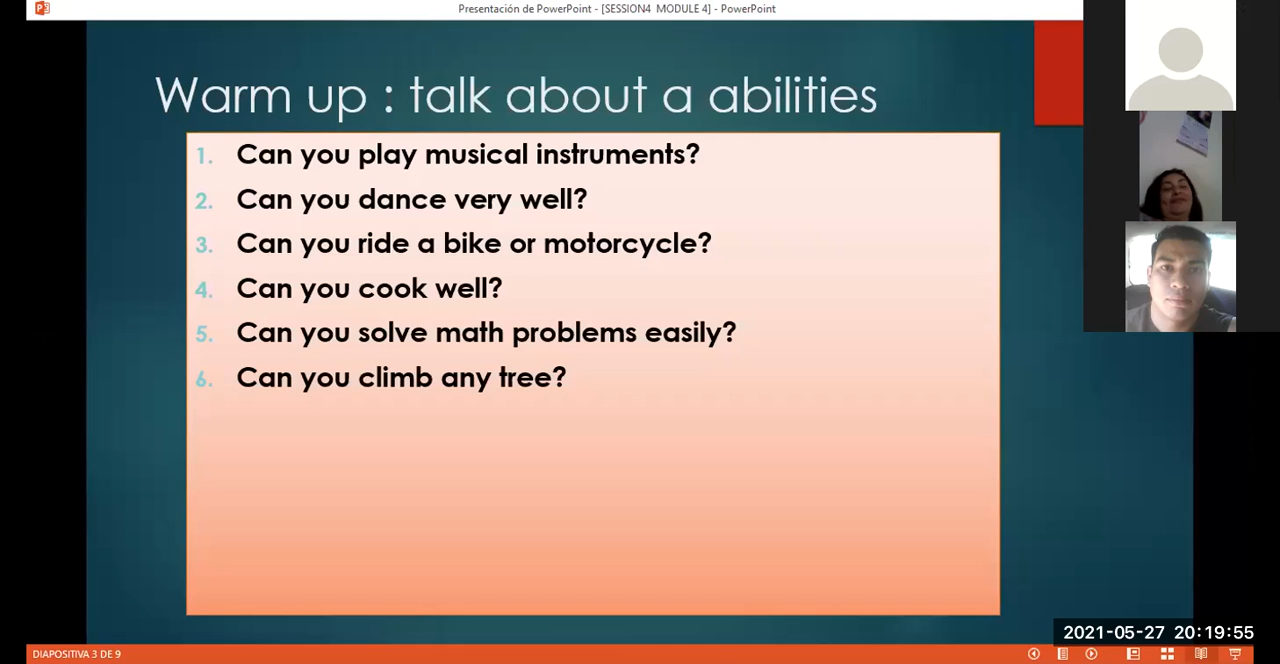 Presentación de PowerPoint - [SESSION4 MODULE 4] - PowerPoint
Warm up : talk about a abilities
1. Can you play musical instruments?
2. Can you dance very well?
3. Can you ride a bike or motorcycle?
4. Can you cook well?
5. Can you solve math problems easily?
6. Can you climb any tree?
2021-05-27 20:19:55
DIAPOSITIVA 3 DE 9